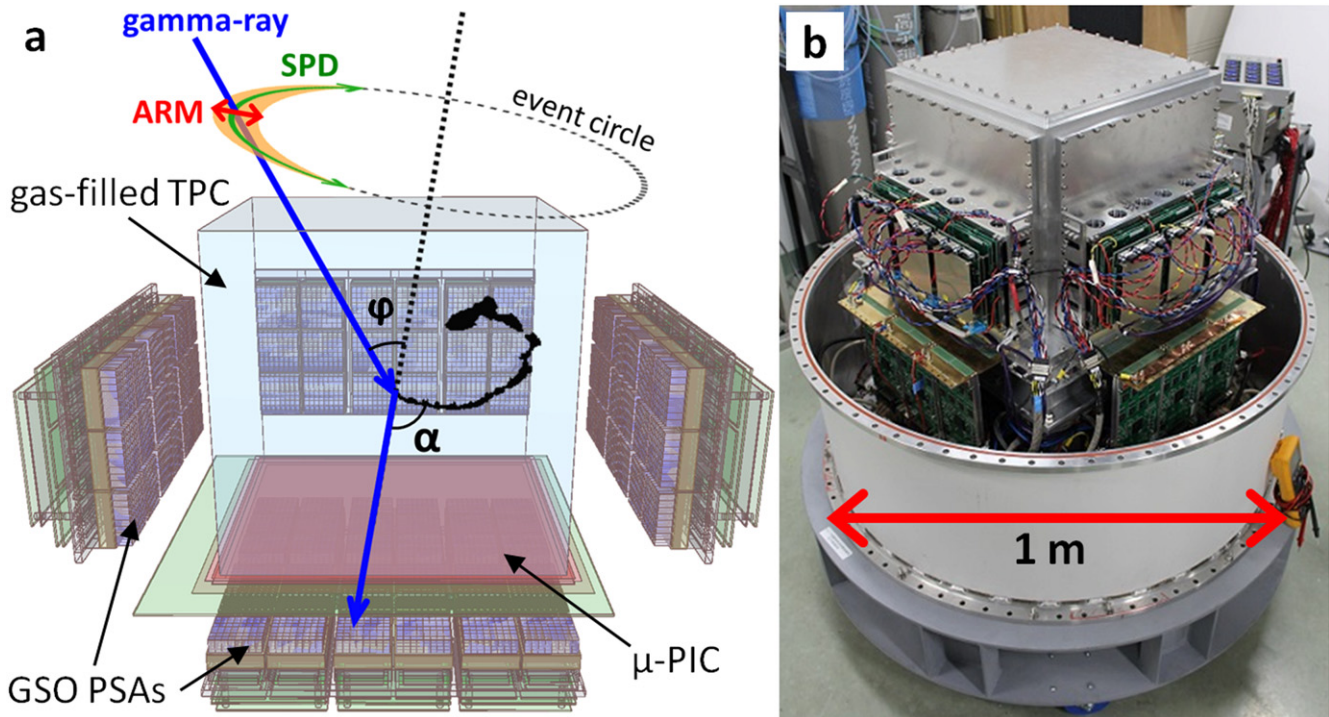 a
gamma-ray
SPD
ARM
event circle
gas-filled TPC
φ
α
GSO PSAs
μ-PIC
b
1 m